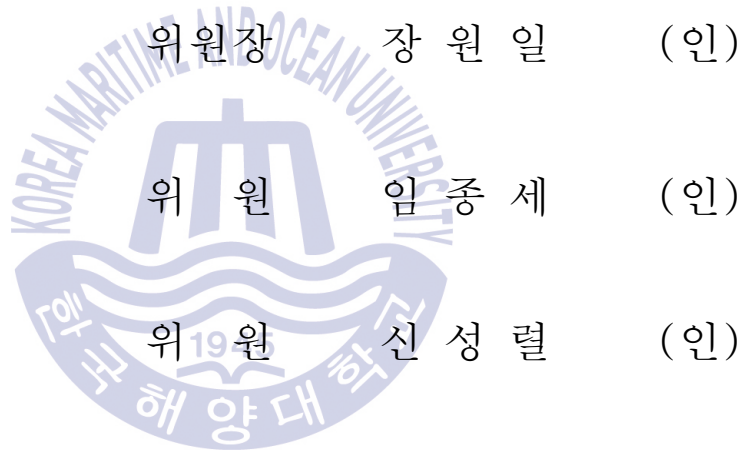 위원장 장 원 일 (인)
위 원 임 종 세 (인)
위 원 신 성 렬 (인)
KOREA MARITIME AND OCEAN UNIVERSITY
1945
한국해양대학교